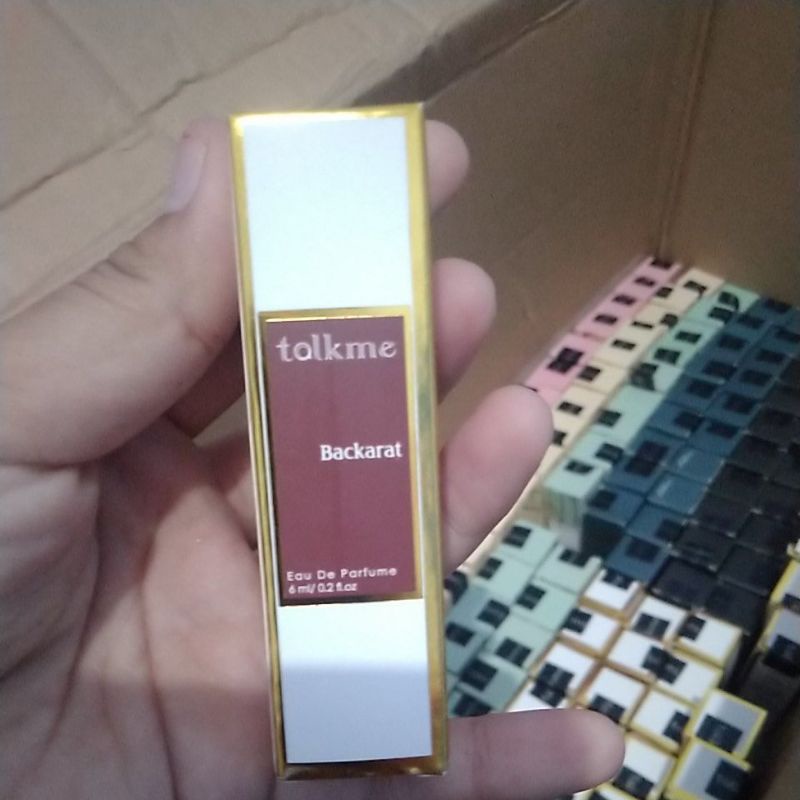 tolkme
Backarat
Eau De Parfume
6 ml/ 0.2 fl.oz